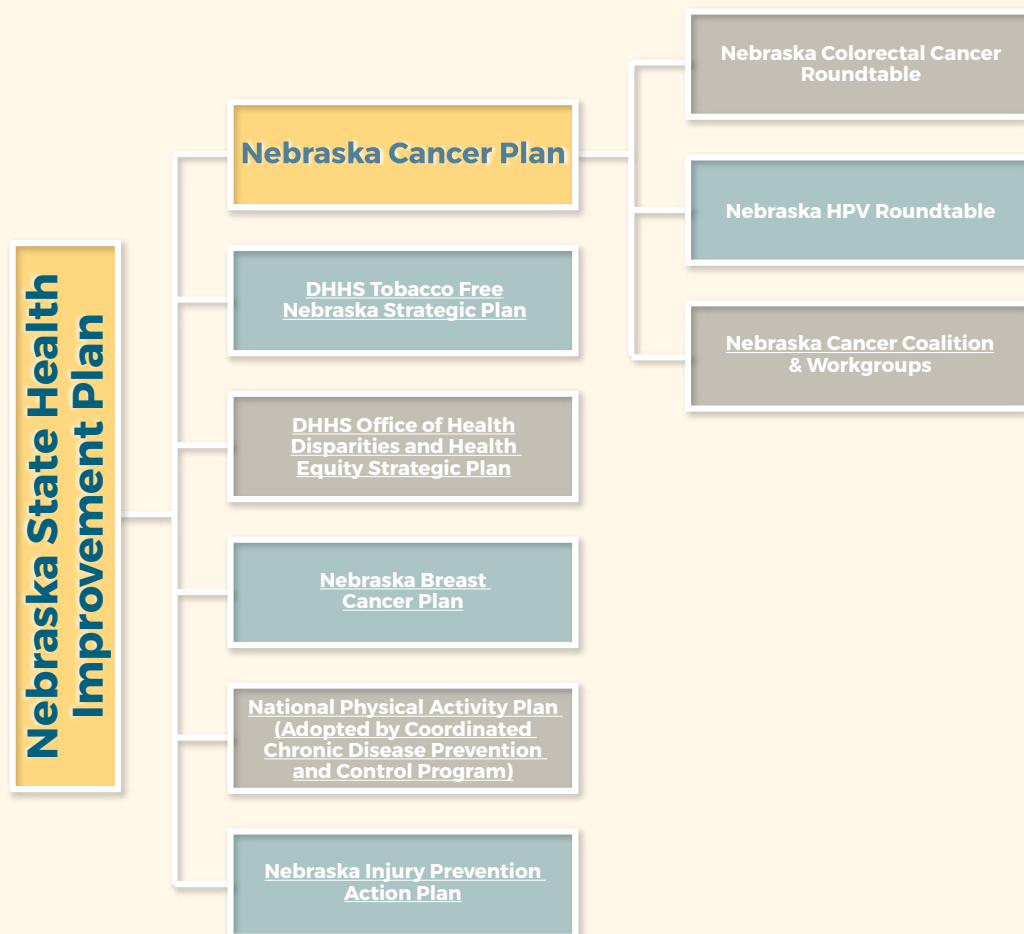 Nebraska State Health
Improvement Plan
Nebraska Cancer Plan
DHHS Tobacco Free
Nebraska Strategic Plan
DHHS Office of Health
Disparities and Health
Equity Strategic Plan
Nebraska Breast
Cancer Plan
National Physical Activity Plan
(Adopted by Coordinated
Chronic Disease Prevention
and Control Program)
Nebraska Injury Prevention
Action Plan
Nebraska Colorectal Cancer
Roundtable
Nebraska HPV Roundtable
Nebraska Cancer Coalition
& Workgroups